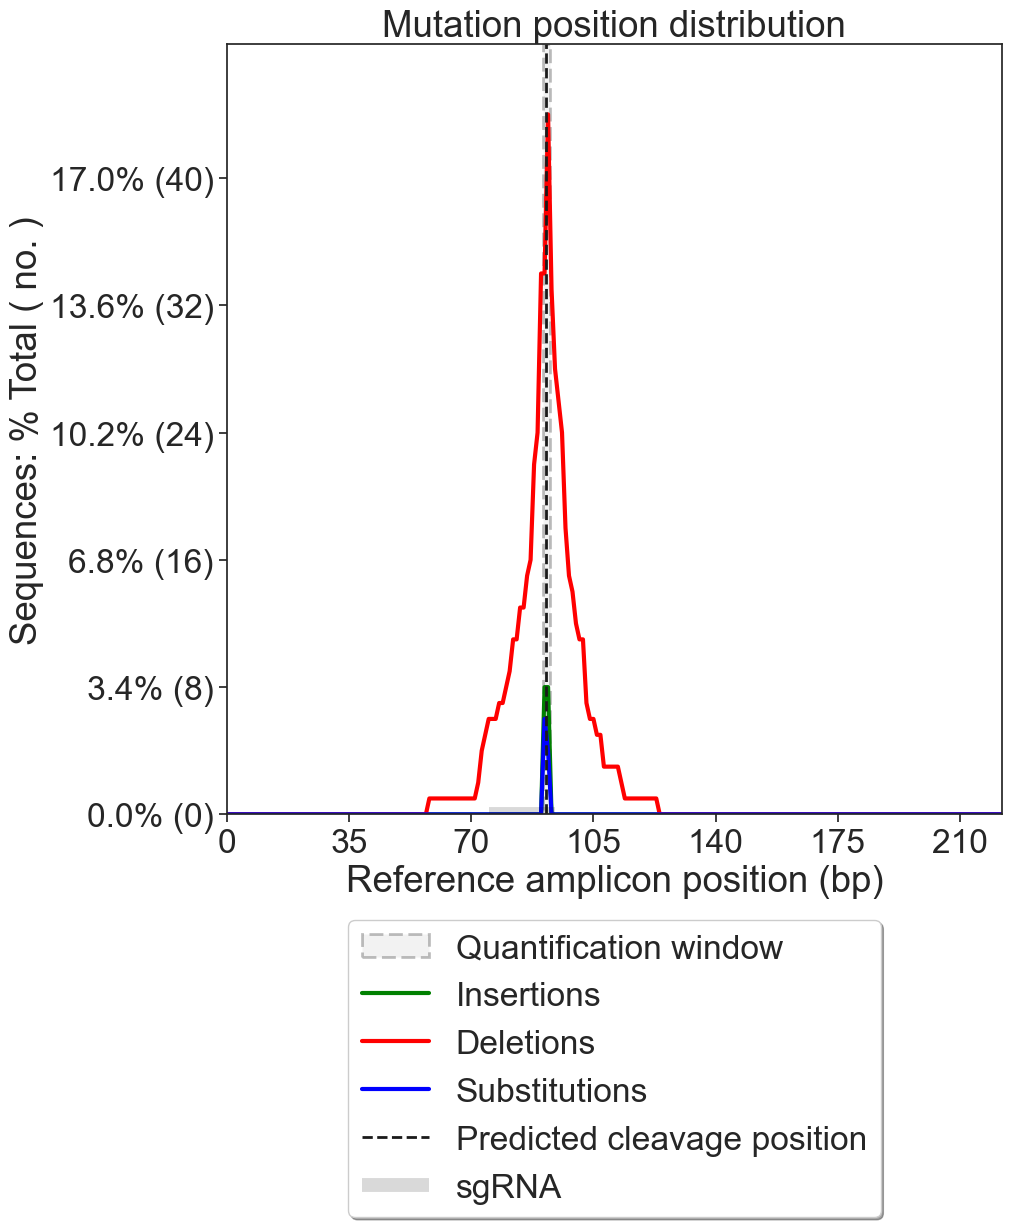 Mutation position distribution
Sequences: % Total ( no. )
17.0% (40)
13.6% (32)
10.2% (24)
6.8% (16)
3.4% (8)
0.0% (0)
0 35 70 105 140 175 210
Reference amplicon position (bp)
Quantification window
Insertions
Deletions
Substitutions
Predicted cleavage position
sgRNA